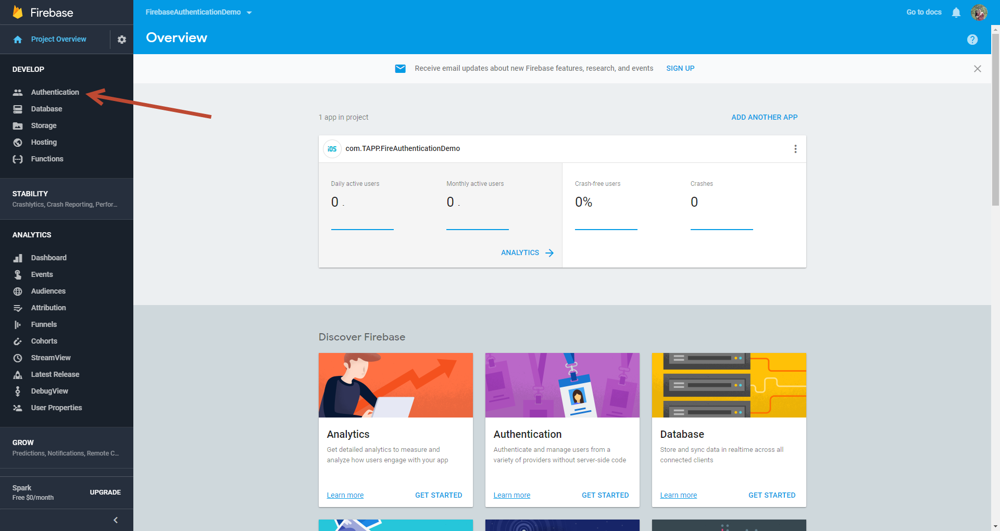 Firebase
FirebaseAuthenticationDemo
Go to docs
Project Overview
Overview
?
DEVELOP
Receive email updates about new Firebase features, research, and events SIGN UP
Authentication
Database
Storage
Hosting
Functions
1 app in project
ADD ANOTHER APP
iOS com.TAPP.FireAuthenticationDemo
Daily active users
0 -
Monthly active users
0 -
Crash-free users
0%
Crashes
0
ANALYTICS
STABILITY
Crashlytics, Crash Reporting, Perfor...
ANALYTICS
Dashboard
Events
Audiences
Attribution
Funnels
Cohorts
StreamView
Latest Release
DebugView
User Properties
GROW
Predictions, Notifications, Remote C...
Spark
Free $0/month
UPGRADE
Discover Firebase
Analytics
Get detailed analytics to measure and
analyze how users engage with your app
Learn more GET STARTED
Authentication
Authenticate and manage users from a
variety of providers without server-side code
Learn more GET STARTED
Database
Store and sync data in realtime across all
connected clients
Learn more GET STARTED